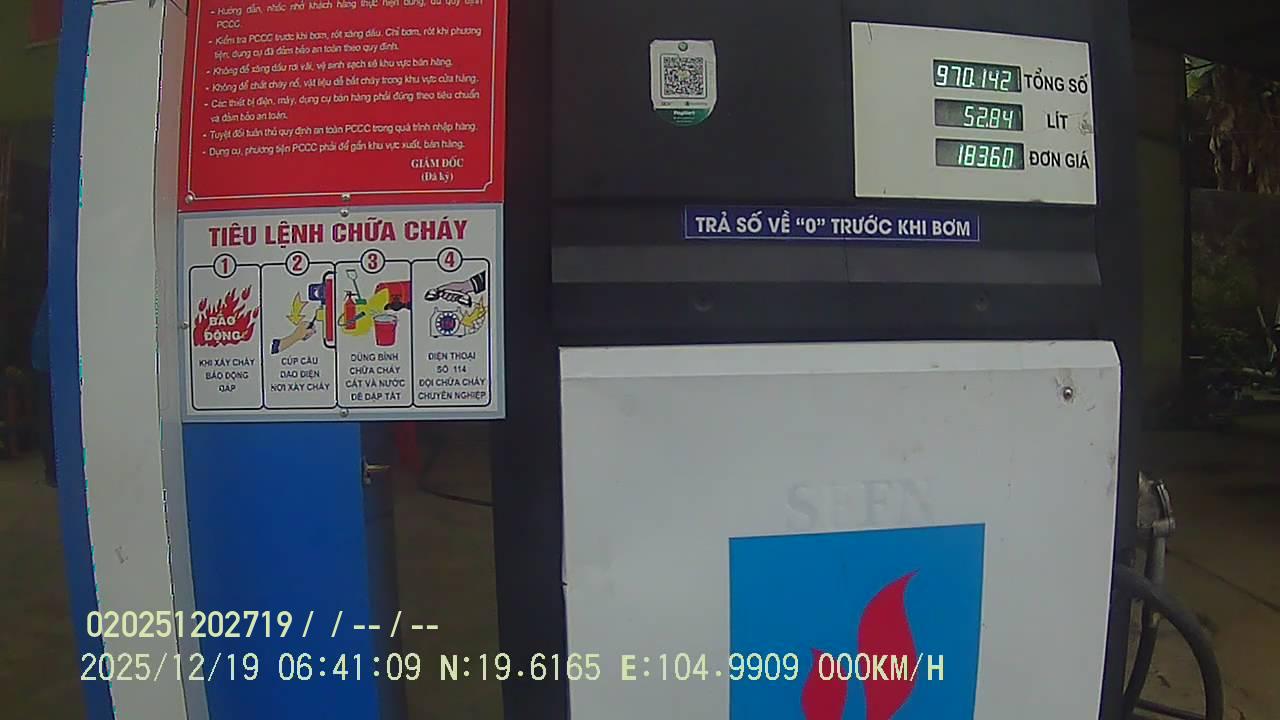 - Hướng dẫn, nhắc nhở khách hàng thực hiện đúng, đủ quy định
PCCC.
- Kiểm tra PCCC trước khi bơm, rót xăng dầu. Chỉ bơm, rót khi phương
tiện, dụng cụ đã đảm bảo an toàn theo quy định.
- Không để xăng dầu rơi vãi, vệ sinh sạch sẽ khu vực bán hàng.
- Không để chất cháy nổ, vật liệu dễ bắt cháy trong khu vực cửa hàng.
- Các thiết bị điện, máy, dụng cụ bán hàng phải đúng theo tiêu chuẩn
và đảm bảo an toàn.
- Tuyệt đối tuân thủ quy định an toàn PCCC trong quá trình nhập hàng.
- Dụng cụ, phương tiện PCCC phải để gần khu vực xuất, bán hàng.
GIÁM ĐỐC
(Đã ký)
TIÊU LỆNH CHỮA CHÁY
1
2
3
4
BÁO
ĐỘNG
KHI XẢY CHÁY
BÁO ĐỘNG
GẤP
CÚP CẦU
DAO ĐIỆN
NƠI XẢY CHÁY
DÙNG BÌNH
CHỮA CHÁY
CÁT VÀ NƯỚC
ĐỂ DẬP TẮT
ĐIỆN THOẠI
SỐ 114
ĐỘI CHỮA CHÁY
CHUYÊN NGHIỆP
970.142 TỔNG SỐ
52.84 LÍT
18360 ĐƠN GIÁ
TRẢ SỐ VỀ “0” TRƯỚC KHI BƠM
020251202719 / / -- / --
2025/12/19 06:41:09 N:19.6165 E:104.9909 000KM/H